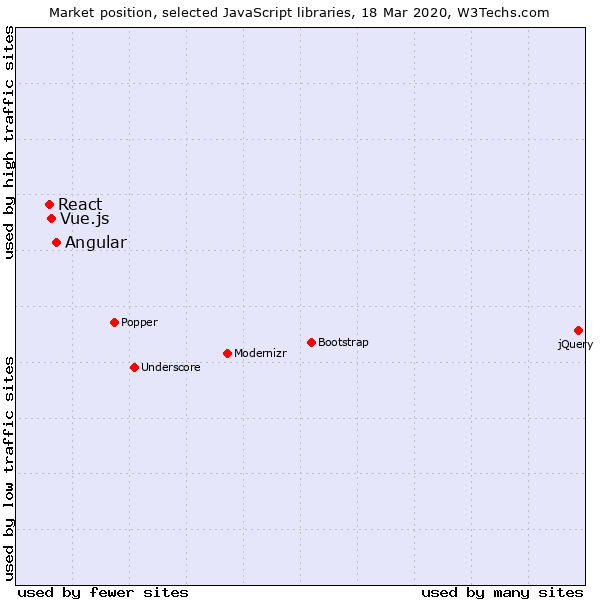 Market position, selected JavaScript libraries, 18 Mar 2020, W3Techs.com
used by high traffic sites
React
Vue.js
Angular
Popper
jQuery
Bootstrap
Modernizr
Underscore
used by low traffic sites
used by fewer sites
used by many sites